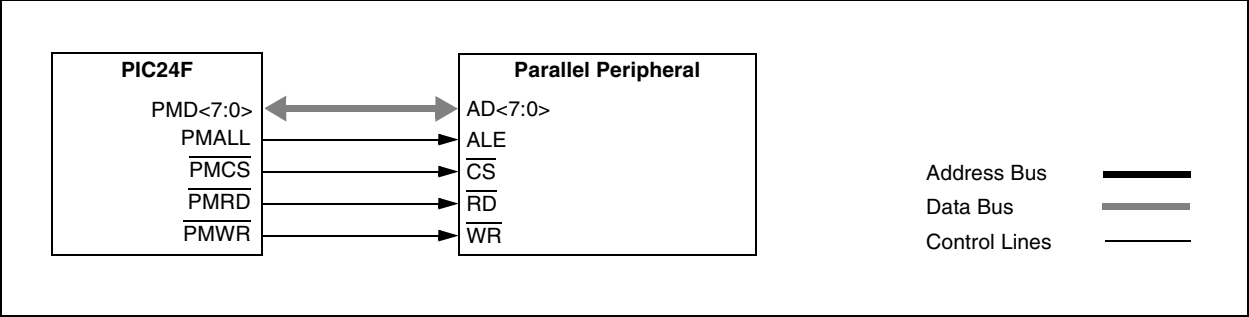 PIC24F
PMD<7:0>
PMALL
PMCS
PMRD
PMWR
Parallel Peripheral
AD<7:0>
ALE
CS
RD
WR
Address Bus
Data Bus
Control Lines